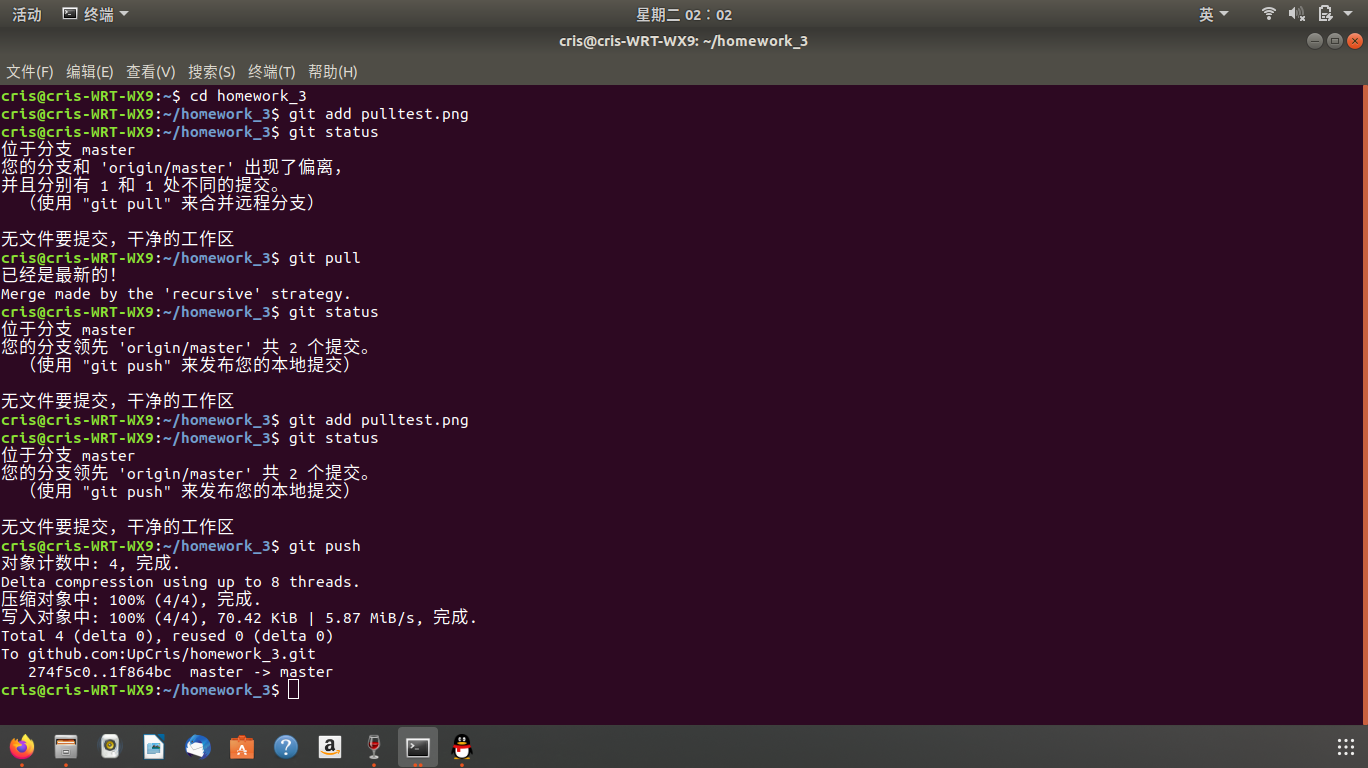 活动 终端 星期二 02：02 英
cris@cris-WRT-WX9: ~/homework_3
文件(F) 编辑(E) 查看(V) 搜索(S) 终端(T) 帮助(H)
cris@cris-WRT-WX9:~$ cd homework_3
cris@cris-WRT-WX9:~/homework_3$ git add pulltest.png
cris@cris-WRT-WX9:~/homework_3$ git status
位于分支 master
您的分支和 'origin/master' 出现了偏离，
并且分别有 1 和 1 处不同的提交。
（使用 "git pull" 来合并远程分支）
无文件要提交，干净的工作区
cris@cris-WRT-WX9:~/homework_3$ git pull
已经是最新的！
Merge made by the 'recursive' strategy.
cris@cris-WRT-WX9:~/homework_3$ git status
位于分支 master
您的分支领先 'origin/master' 共 2 个提交。
（使用 "git push" 来发布您的本地提交）
无文件要提交，干净的工作区
cris@cris-WRT-WX9:~/homework_3$ git add pulltest.png
cris@cris-WRT-WX9:~/homework_3$ git status
位于分支 master
您的分支领先 'origin/master' 共 2 个提交。
（使用 "git push" 来发布您的本地提交）
无文件要提交，干净的工作区
cris@cris-WRT-WX9:~/homework_3$ git push
对象计数中: 4, 完成.
Delta compression using up to 8 threads.
压缩对象中: 100% (4/4), 完成.
写入对象中: 100% (4/4), 70.42 KiB | 5.87 MiB/s, 完成.
Total 4 (delta 0), reused 0 (delta 0)
To github.com:UpCris/homework_3.git
274f5c0..1f864bc  master -> master
cris@cris-WRT-WX9:~/homework_3$